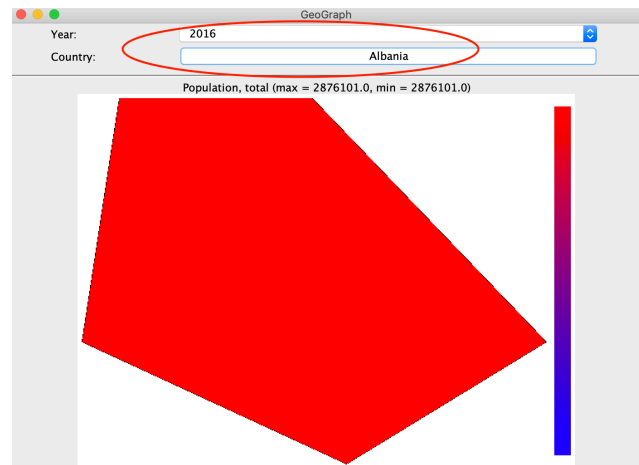 GeoGraph
Year: 2016
Country: Albania
Population, total (max = 2876101.0, min = 2876101.0)